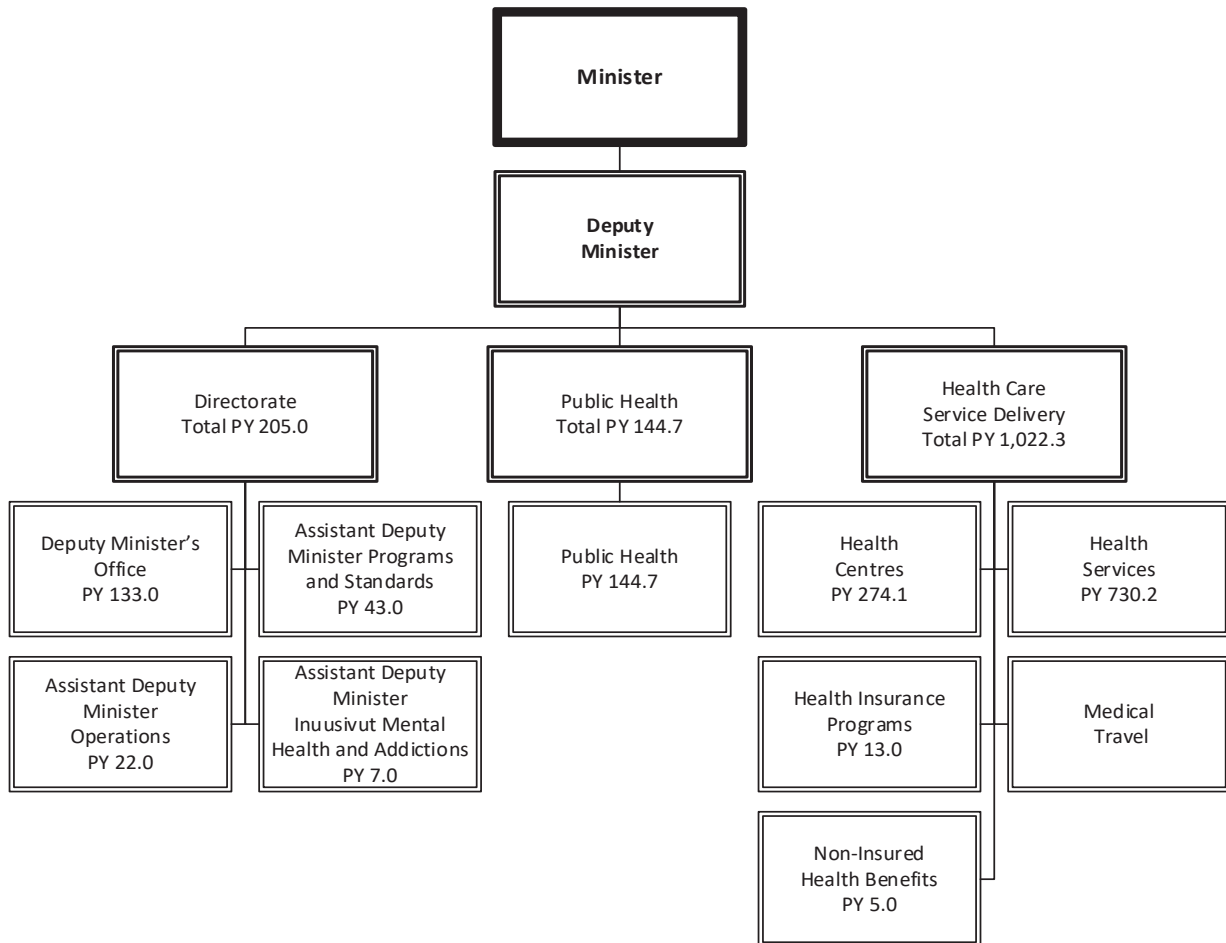 Minister
Deputy
Minister
Directorate
Total PY 205.0
Public Health
Total PY 144.7
Health Care
Service Delivery
Total PY 1,022.3
Deputy Minister’s
Office
PY 133.0
Assistant Deputy
Minister Programs
and Standards
PY 43.0
Public Health
PY 144.7
Health
Centres
PY 274.1
Health
Services
PY 730.2
Assistant Deputy
Minister
Operations
PY 22.0
Assistant Deputy
Minister
Inuusivut Mental
Health and Addictions
PY 7.0
Health Insurance
Programs
PY 13.0
Medical
Travel
Non-Insured
Health Benefits
PY 5.0